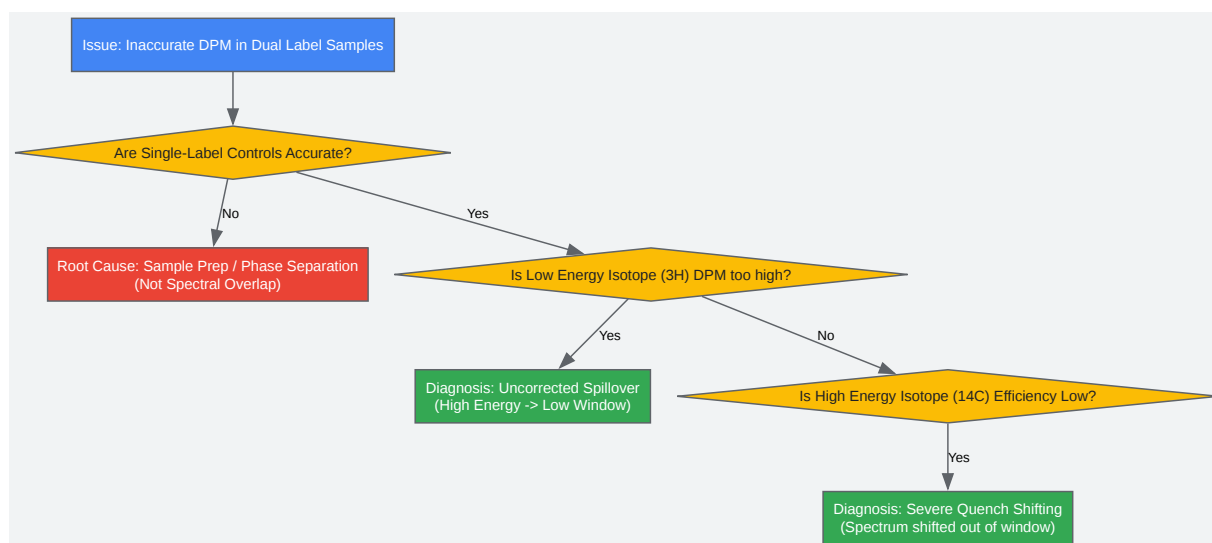 Issue: Inaccurate DPM in Dual Label Samples
Are Single-Label Controls Accurate?
No
Yes
Root Cause: Sample Prep / Phase Separation
(Not Spectral Overlap)
Is Low Energy Isotope (3H) DPM too high?
Yes
No
Diagnosis: Uncorrected Spillover
(High Energy -> Low Window)
Is High Energy Isotope (14C) Efficiency Low?
Yes
Diagnosis: Severe Quench Shifting
(Spectrum shifted out of window)